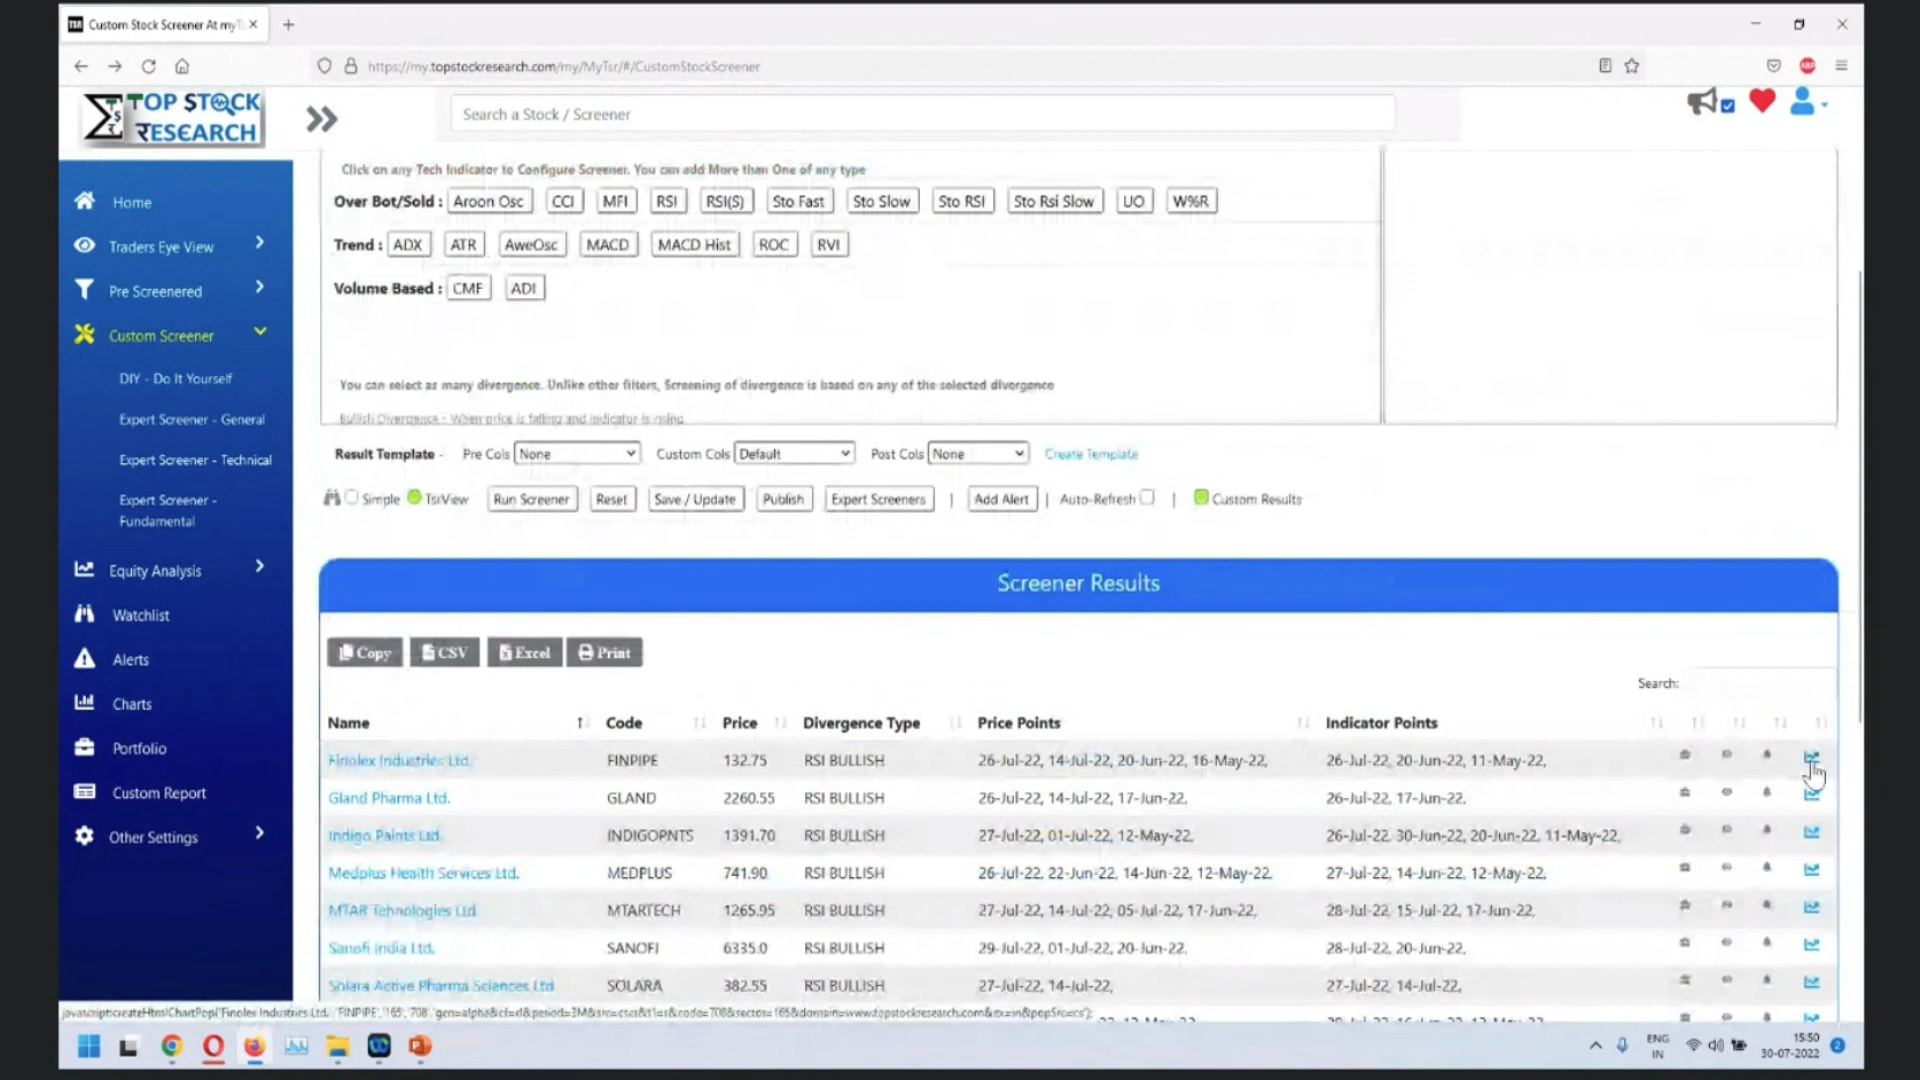 Custom Stock Screener At myT
https://my.topstockresearch.com/my/MyTsr/#/CustomStockScreener
TOP STOCK
RESEARCH
Search a Stock / Screener
Home
Traders Eye View
Pre Screenered
Custom Screener
DIY - Do It Yourself
Expert Screener - General
Expert Screener - Technical
Expert Screener -
Fundamental
Equity Analysis
Watchlist
Alerts
Charts
Portfolio
Custom Report
Other Settings
Click on any Tech Indicator to Configure Screener. You can add More than One of any type
Over Bot/Sold : Aroon Osc CCI MFI RSI RSI(S) Sto Fast Sto Slow Sto RSI Sto Rsi Slow UO W%R
Trend : ADX ATR AweOsc MACD MACD Hist ROC RVI
Volume Based : CMF ADI
You can select as many divergence. Unlike other filters, Screening of divergence is based on any of the selected divergence
Bullish Divergence - When price is falling and indicator is rising
Result Template - Pre Cols None Custom Cols Default Post Cols None Create Template
Simple TsrView Run Screener Reset Save / Update Publish Expert Screeners | Add Alert | Auto-Refresh | Custom Results
Screener Results
Copy CSV Excel Print
Search:
Name Code Price Divergence Type Price Points Indicator Points
Finolex Industries Ltd. FINPIPE 132.75 RSI BULLISH 26-Jul-22, 14-Jul-22, 20-Jun-22, 16-May-22, 26-Jul-22, 20-Jun-22, 11-May-22,
Gland Pharma Ltd. GLAND 2260.55 RSI BULLISH 26-Jul-22, 14-Jul-22, 17-Jun-22, 26-Jul-22, 17-Jun-22,
Indigo Paints Ltd. INDIGOPNTS 1391.70 RSI BULLISH 27-Jul-22, 01-Jul-22, 12-May-22, 26-Jul-22, 30-Jun-22, 20-Jun-22, 11-May-22,
Medplus Health Services Ltd. MEDPLUS 741.90 RSI BULLISH 26-Jul-22, 22-Jun-22, 14-Jun-22, 12-May-22, 27-Jul-22, 14-Jun-22, 12-May-22,
MTAR Tehnologies Ltd. MTARTECH 1265.95 RSI BULLISH 27-Jul-22, 14-Jul-22, 05-Jul-22, 17-Jun-22, 28-Jul-22, 15-Jul-22, 17-Jun-22,
Sanofi India Ltd. SANOFI 6335.0 RSI BULLISH 29-Jul-22, 01-Jul-22, 20-Jun-22, 28-Jul-22, 20-Jun-22,
Solara Active Pharma Sciences Ltd SOLARA 382.55 RSI BULLISH 27-Jul-22, 14-Jul-22, 27-Jul-22, 14-Jul-22,
ENG
IN
15:50
30-07-2022
2